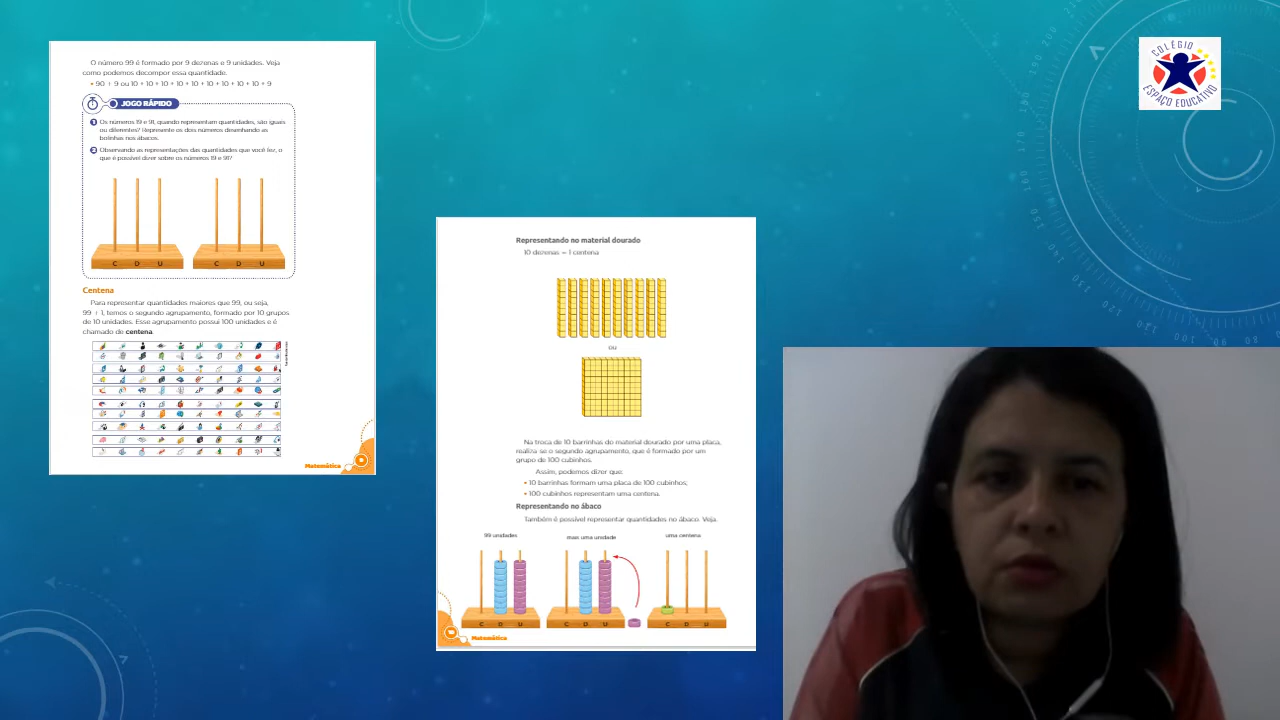 O número 99 é formado por 9 dezenas e 9 unidades. Veja
como podemos decompor essa quantidade.
• 90 + 9 ou 10 + 10 + 10 + 10 + 10 + 10 + 10 + 10 + 10 + 9
JOGO RÁPIDO
1 Os números 19 e 91, quando representam quantidades, são iguais
ou diferentes? Represente os dois números desenhando as
bolinhas nos ábacos.
2 Observando as representações das quantidades que você fez, o
que é possível dizer sobre os números 19 e 91?
C D U C D U
Centena
Para representar quantidades maiores que 99, ou seja,
99 + 1, temos o segundo agrupamento, formado por 10 grupos
de 10 unidades. Esse agrupamento possui 100 unidades e é
chamado de centena.
Matemática
Representando no material dourado
10 dezenas = 1 centena
ou
Na troca de 10 barrinhas do material dourado por uma placa,
realiza-se o segundo agrupamento, que é formado por um
grupo de 100 cubinhos.
Assim, podemos dizer que:
• 10 barrinhas formam uma placa de 100 cubinhos;
• 100 cubinhos representam uma centena.
Representando no ábaco
Também é possível representar quantidades no ábaco. Veja.
99 unidades mais uma unidade uma centena
C D U C D U C D U
Matemática
COLÉGIO
ESPAÇO EDUCATIVO